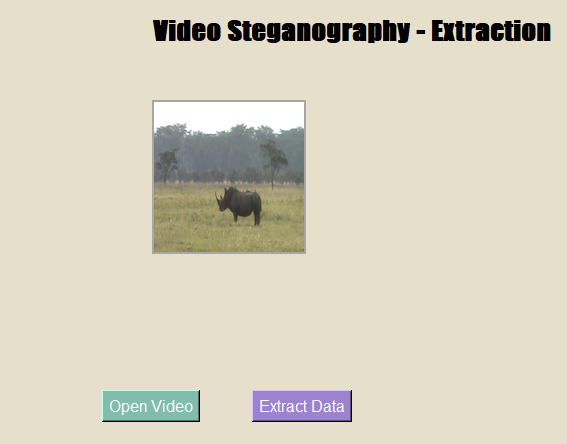 Video Steganography - Extraction
Open Video
Extract Data